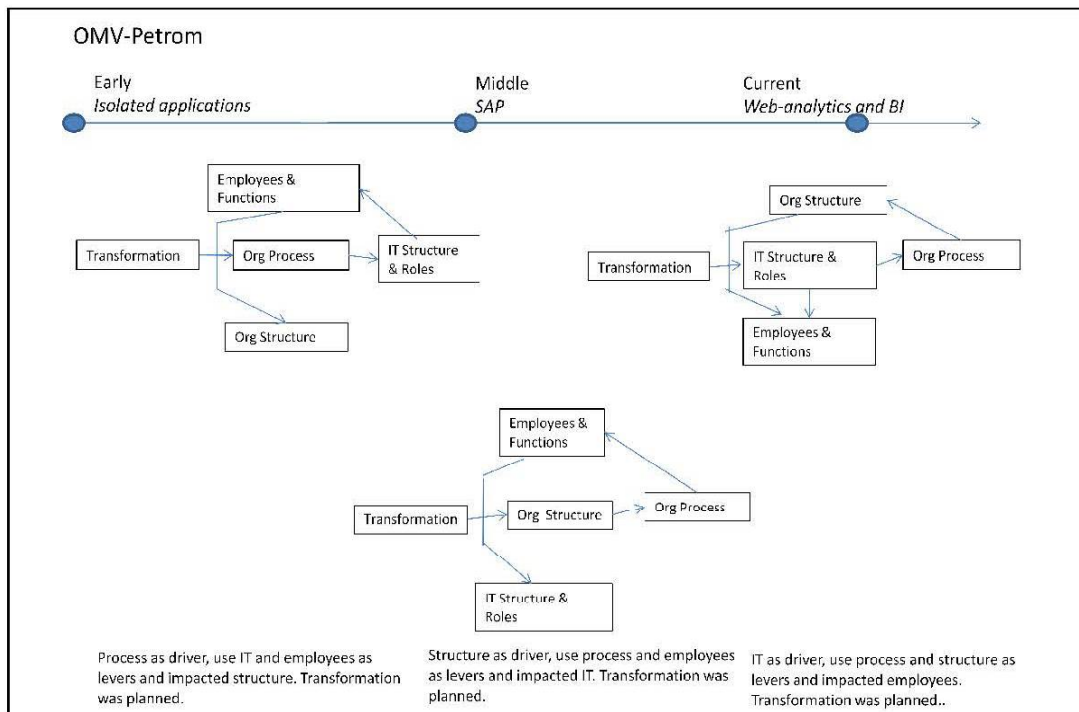 OMV-Petrom
Early
Isolated applications
Middle
SAP
Current
Web-analytics and BI
Employees &
Functions
Transformation
Org Process
IT Structure
& Roles
Org Structure
Org Structure
Transformation
IT Structure &
Roles
Org Process
Employees &
Functions
Employees &
Functions
Transformation
Org Structure
Org Process
IT Structure &
Roles
Process as driver, use IT and employees as
levers and impacted structure. Transformation
was planned.
Structure as driver, use process and employees
as levers and impacted IT. Transformation was
planned.
IT as driver, use process and structure as
levers and impacted employees.
Transformation was planned..